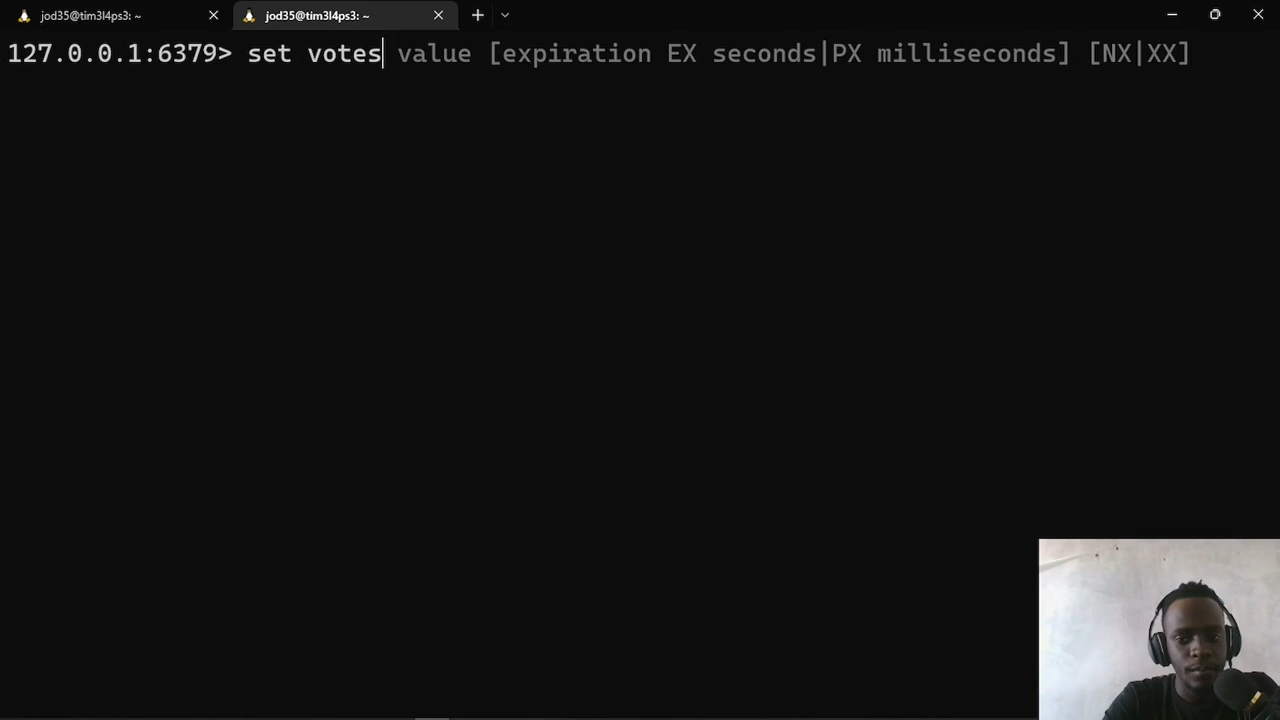 jod35@tim3l4ps3: ~
jod35@tim3l4ps3: ~
127.0.0.1:6379> set votes value [expiration EX seconds|PX milliseconds] [NX|XX]